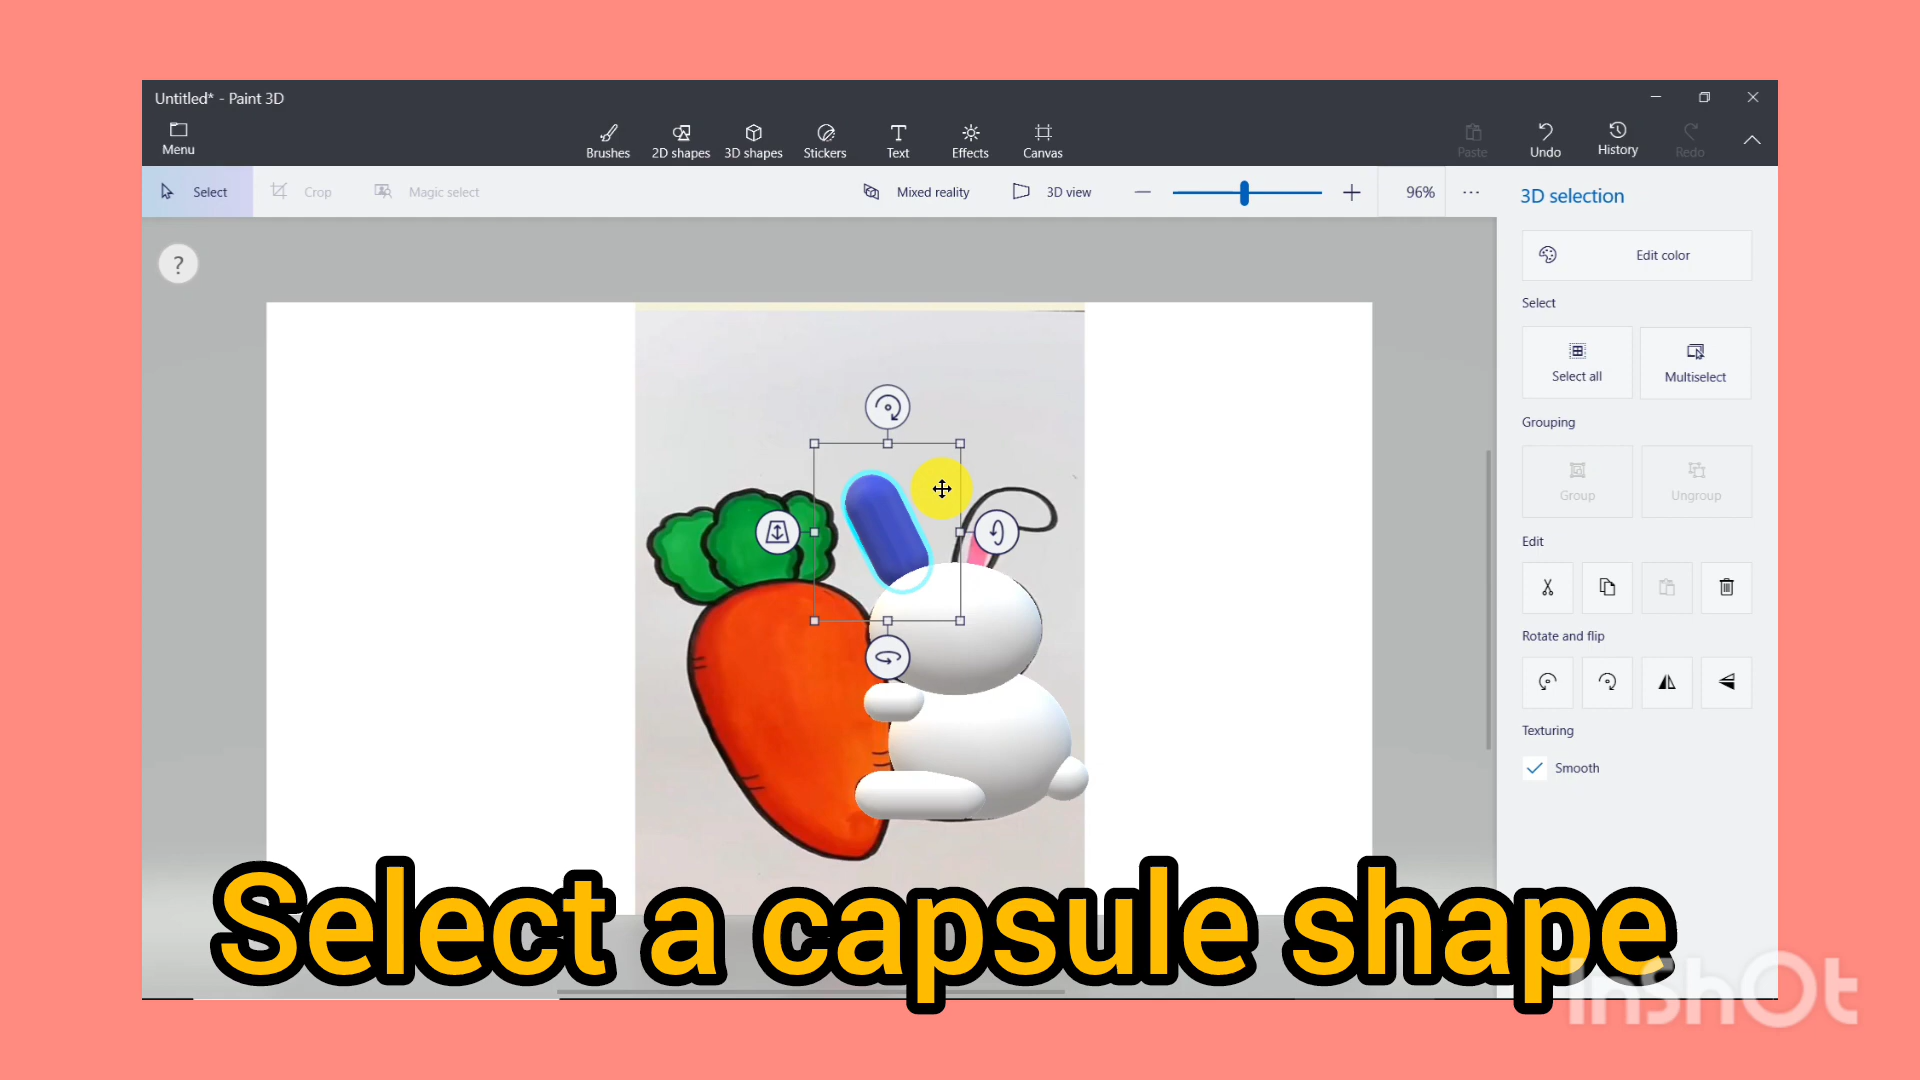 Untitled* - Paint 3D
Menu
Brushes
2D shapes
3D shapes
Stickers
Text
Effects
Canvas
Paste
Undo
History
Redo
Select
Crop
Magic select
Mixed reality
3D view
96%
3D selection
?
Edit color
Select
Select all
Multiselect
Grouping
Group
Ungroup
Edit
Rotate and flip
Texturing
Smooth
Select a capsule shape
InShOt